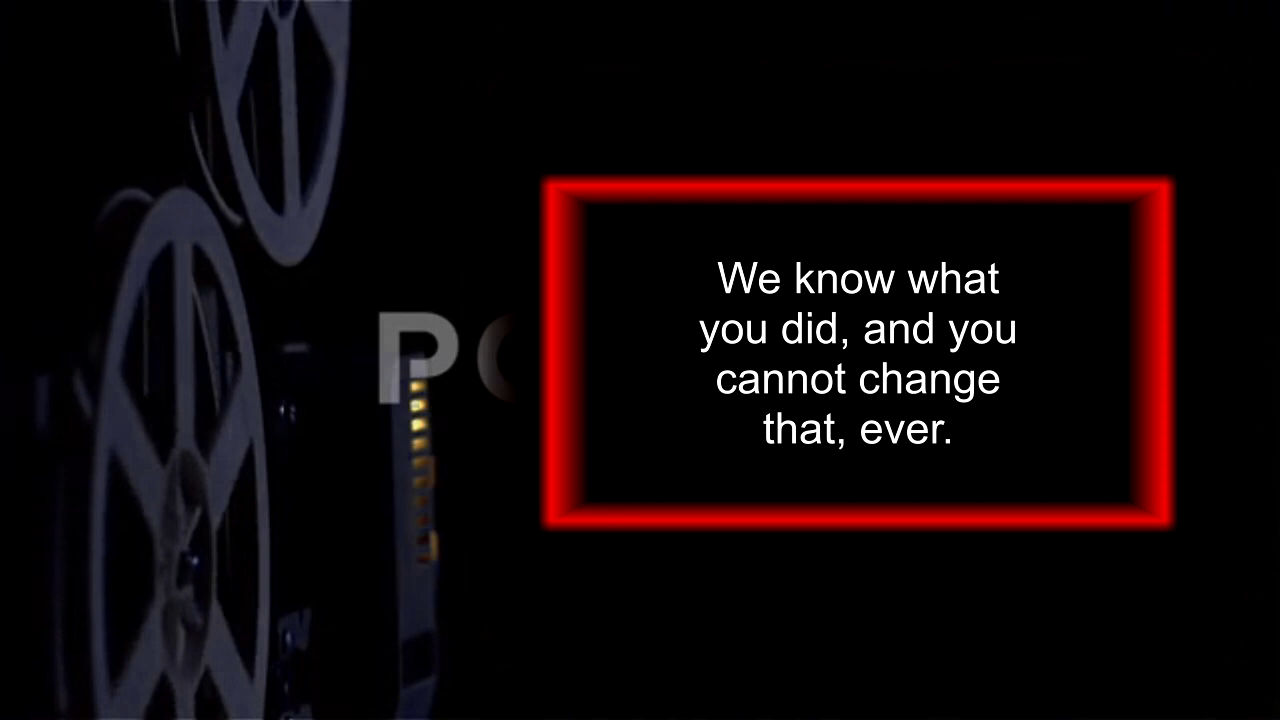 P
We know what
you did, and you
cannot change
that, ever.